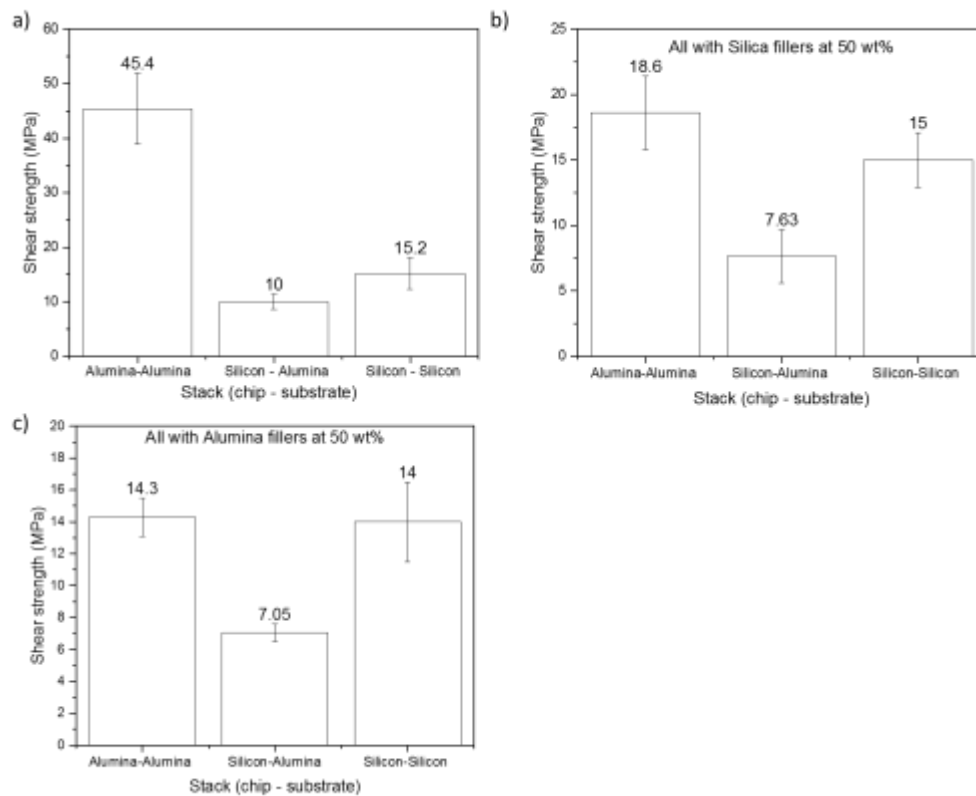 a)
60
50
40
30
20
10
0
Shear strength (MPa)
45.4
10
15.2
Alumina-Alumina Silicon - Alumina Silicon - Silicon
Stack (chip - substrate)
b)
All with Silica fillers at 50 wt%
25
20
15
10
5
0
Shear strength (MPa)
18.6
7.63
15
Alumina-Alumina Silicon-Alumina Silicon-Silicon
Stack (chip - substrate)
c)
All with Alumina fillers at 50 wt%
20
18
16
14
12
10
8
6
4
2
0
Shear strength (MPa)
14.3
7.05
14
Alumina-Alumina Silicon-Alumina Silicon-Silicon
Stack (chip - substrate)